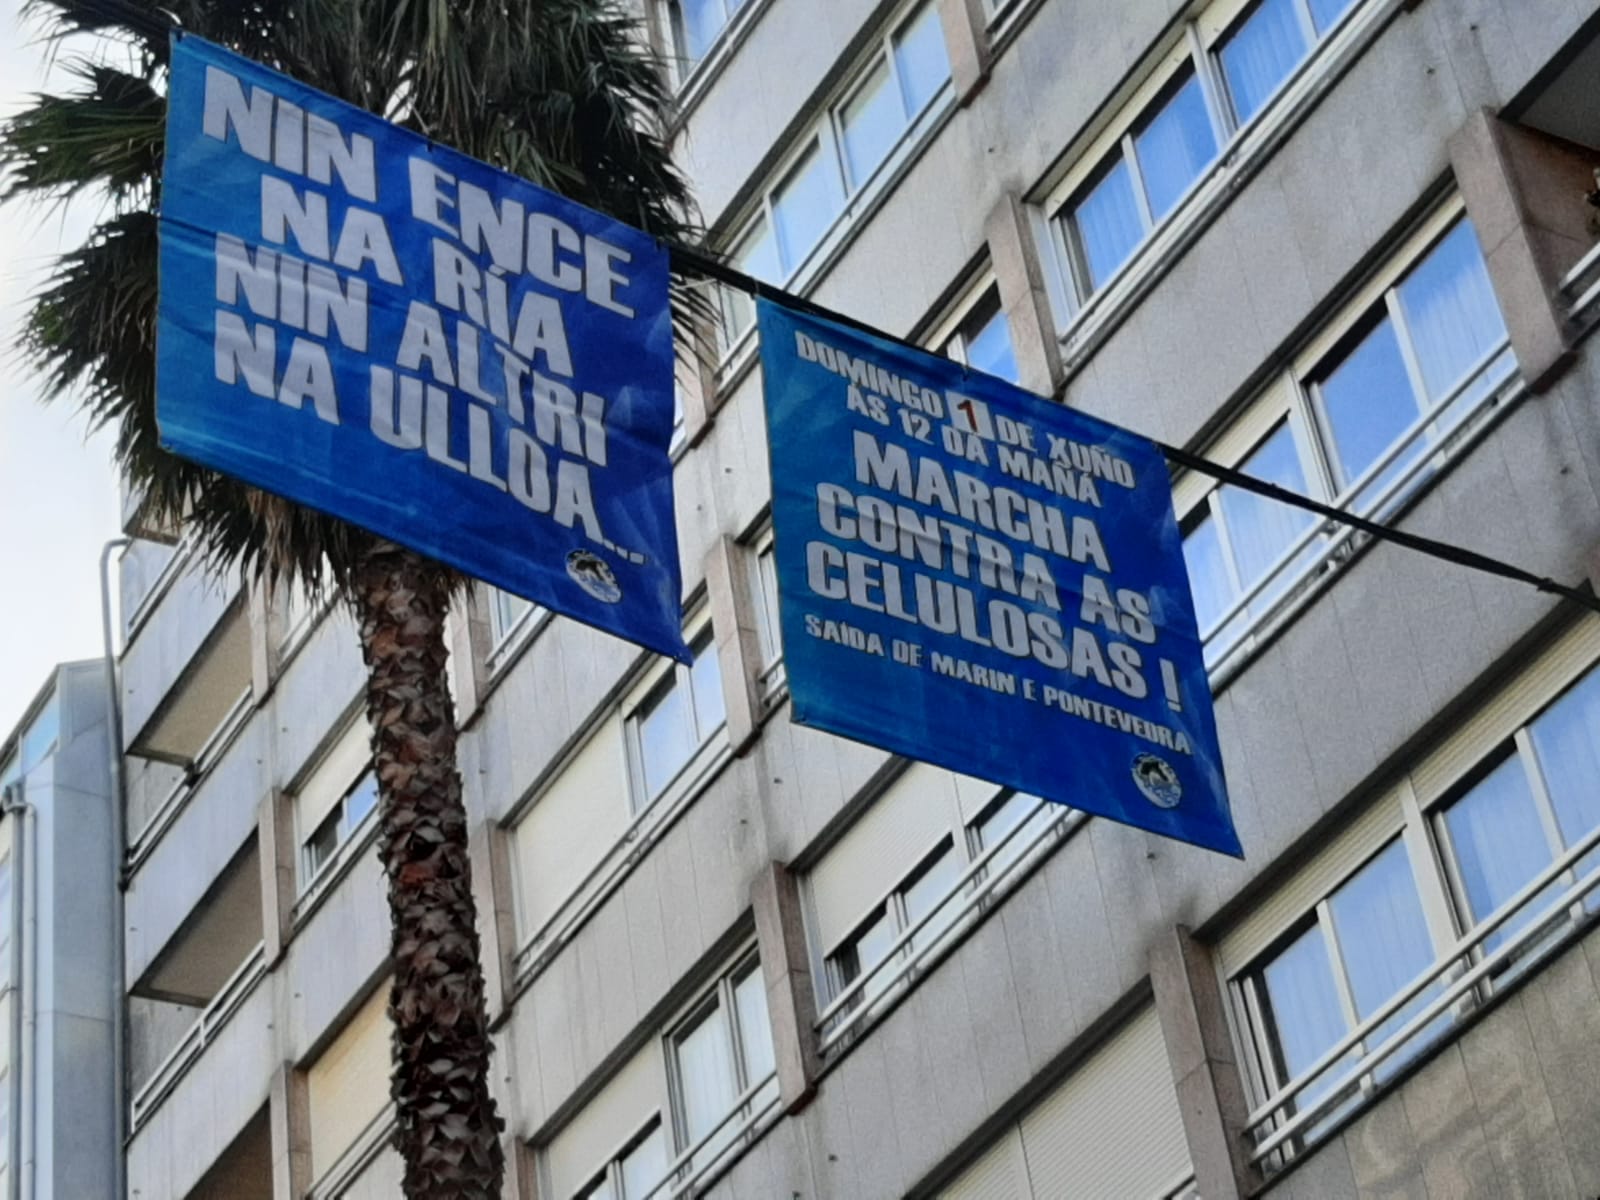 NIN ENCE
NA RÍA
NIN ALTRI
NA ULLOA...
DOMINGO 1 DE XUÑO
ÁS 12 DA MAÑÁ
MARCHA
CONTRA AS
CELULOSAS !
SAÍDA DE MARIN E PONTEVEDRA